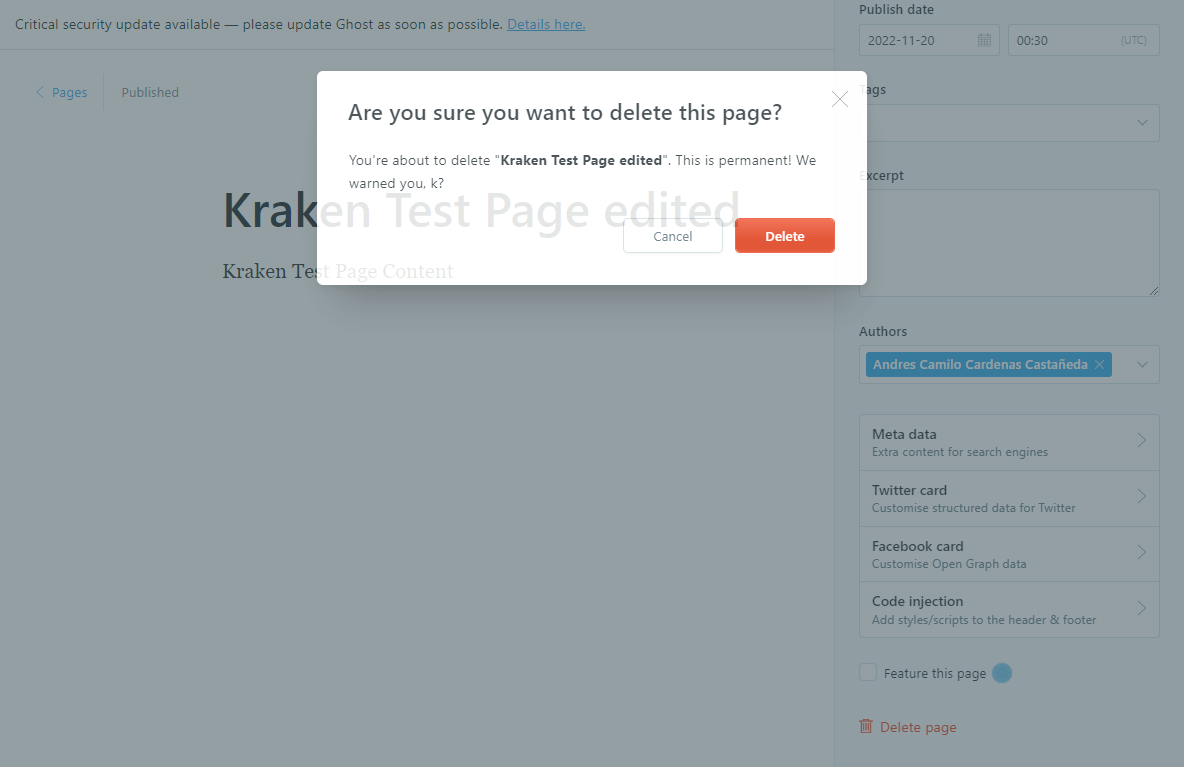 Critical security update available — please update Ghost as soon as possible. Details here.
Pages
Published
Are you sure you want to delete this page?
You're about to delete "Kraken Test Page edited". This is permanent! We
warned you, k?
Cancel
Delete
Kraken Test Page edited
Kraken Test Page Content
Publish date
2022-11-20
00:30
(UTC)
Tags
Excerpt
Authors
Andres Camilo Cardenas Castañeda
Meta data
Extra content for search engines
Twitter card
Customise structured data for Twitter
Facebook card
Customise Open Graph data
Code injection
Add styles/scripts to the header & footer
Feature this page
Delete page